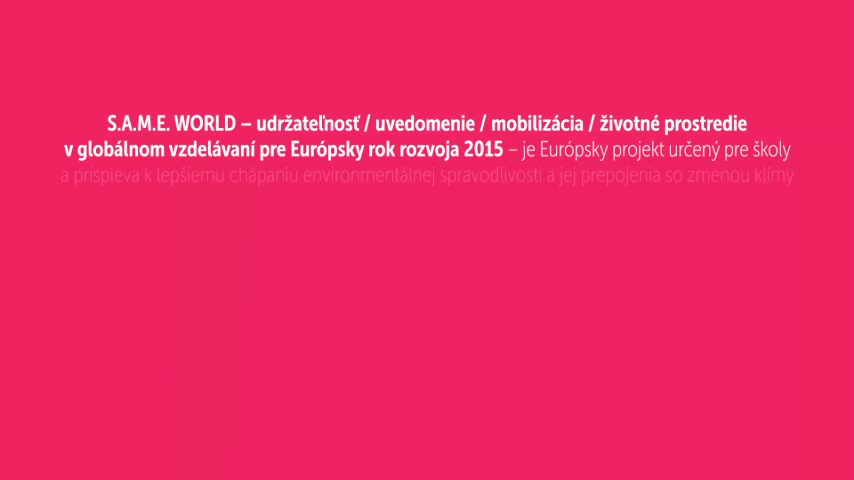 S.A.M.E. WORLD – udržateľnosť / uvedomenie / mobilizácia / životné prostredie
v globálnom vzdelávaní pre Európsky rok rozvoja 2015 – je Európsky projekt určený pre školy
a prispieva k lepšiemu chápaniu environmentálnej spravodlivosti a jej prepojenia so zmenou klímy